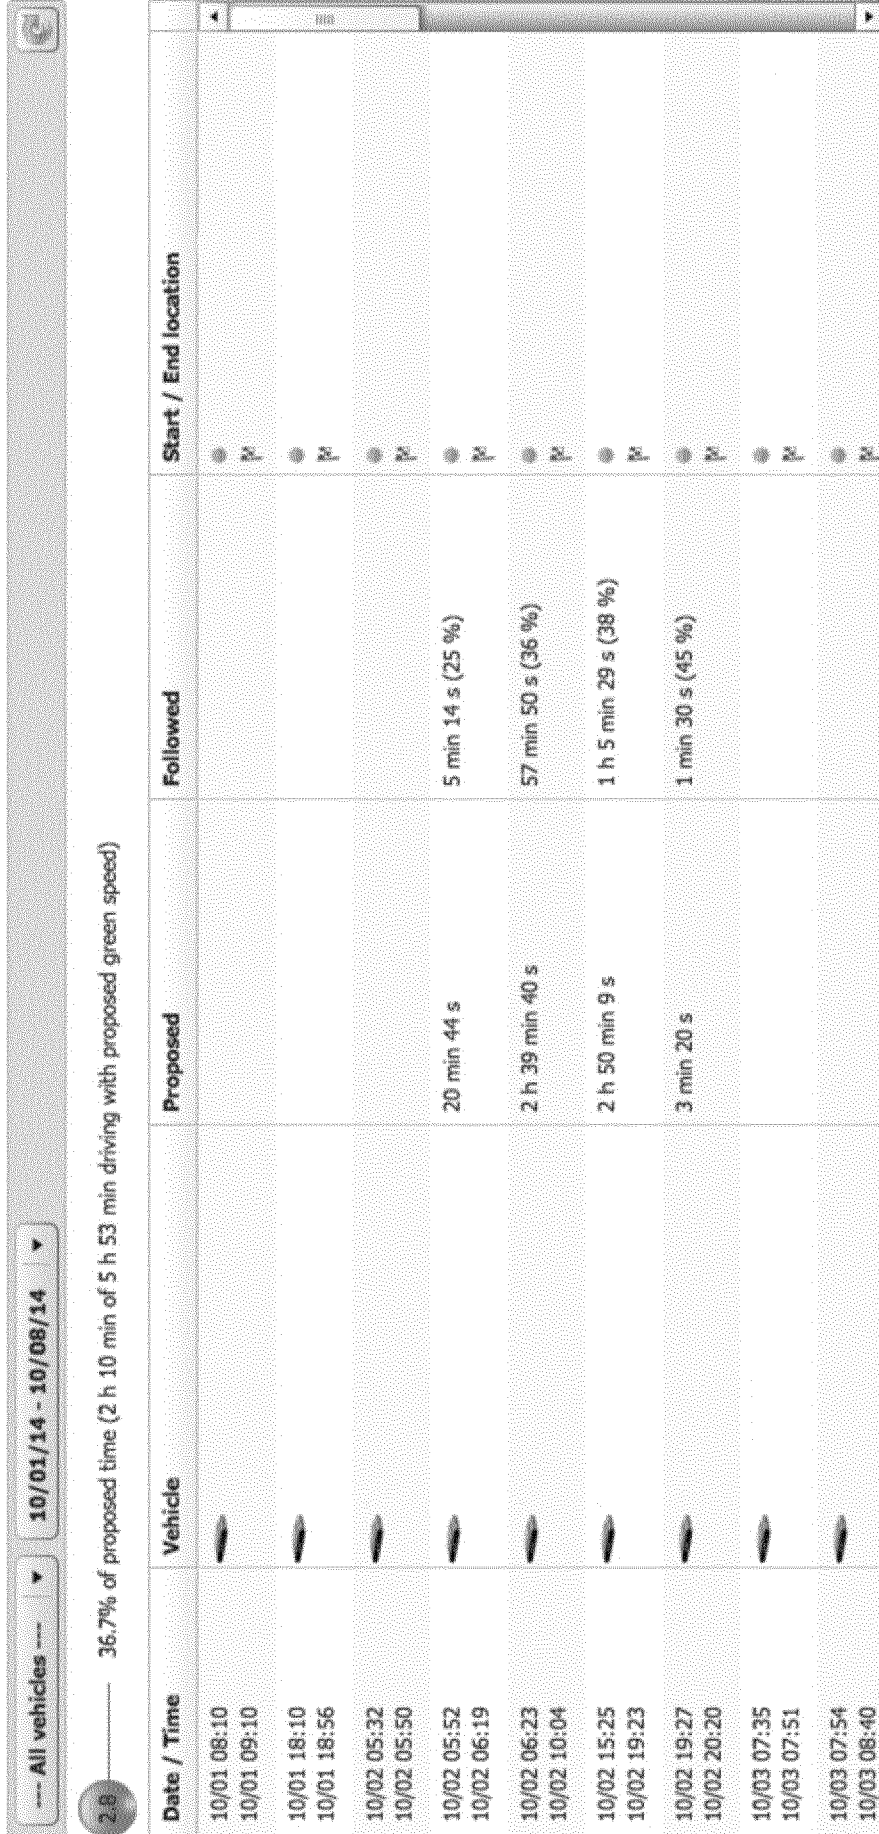 --- All vehicles --- 10/01/14 - 10/08/14
2.8 36.7% of proposed time (2 h 10 min of 5 h 53 min driving with proposed green speed)
Date / Time Vehicle Proposed Followed Start / End location
10/01 08:10
10/01 09:10
10/01 18:10
10/01 18:56
10/02 05:32
10/02 05:50
10/02 05:52 20 min 44 s 5 min 14 s (25 %)
10/02 06:19
10/02 06:23 2 h 39 min 40 s 57 min 50 s (36 %)
10/02 10:04
10/02 15:25 2 h 50 min 9 s 1 h 5 min 29 s (38 %)
10/02 19:23
10/02 19:27 3 min 20 s 1 min 30 s (45 %)
10/02 20:20
10/03 07:35
10/03 07:51
10/03 07:54
10/03 08:40